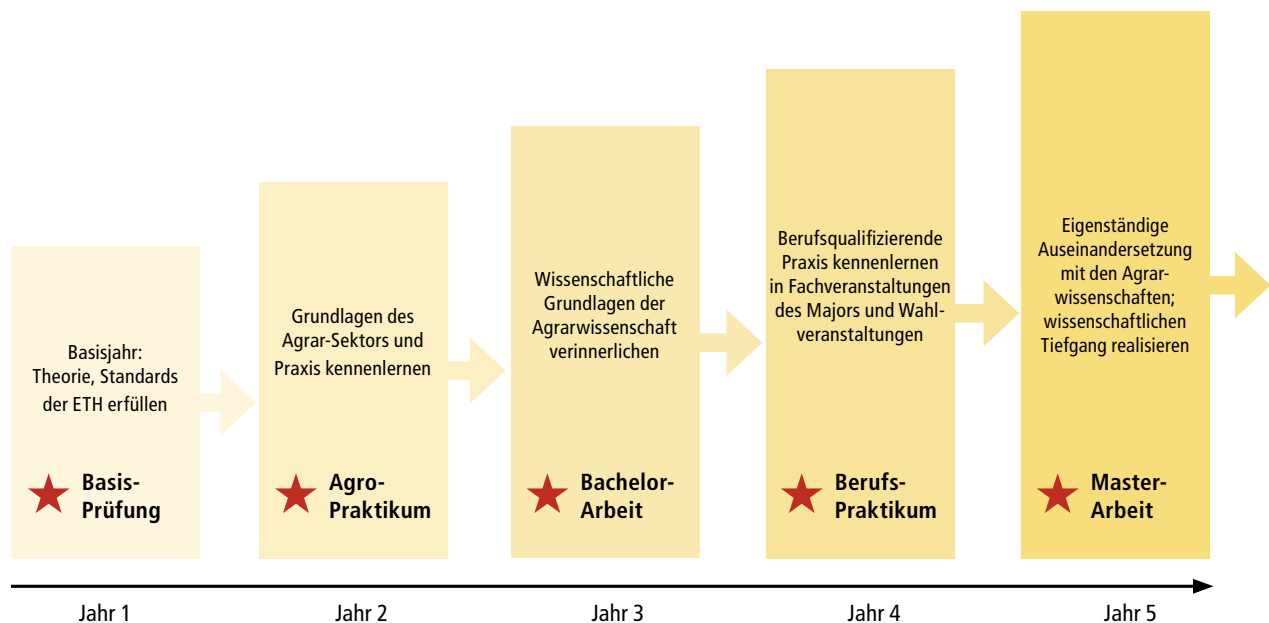 Basisjahr:
Theorie, Standards
der ETH erfüllen
Basis-
Prüfung
Grundlagen des
Agrar-Sektors und
Praxis kennenlernen
Agro-
Praktikum
Wissenschaftliche
Grundlagen der
Agrarwissenschaft
verinnerlichen
Bachelor-
Arbeit
Berufsqualifizierende
Praxis kennenlernen
in Fachveranstaltungen
des Majors und Wahl-
veranstaltungen
Berufs-
Praktikum
Eigenständige
Auseinandersetzung
mit den Agrar-
wissenschaften;
wissenschaftlichen
Tiefgang realisieren
Master-
Arbeit
Jahr 1
Jahr 2
Jahr 3
Jahr 4
Jahr 5